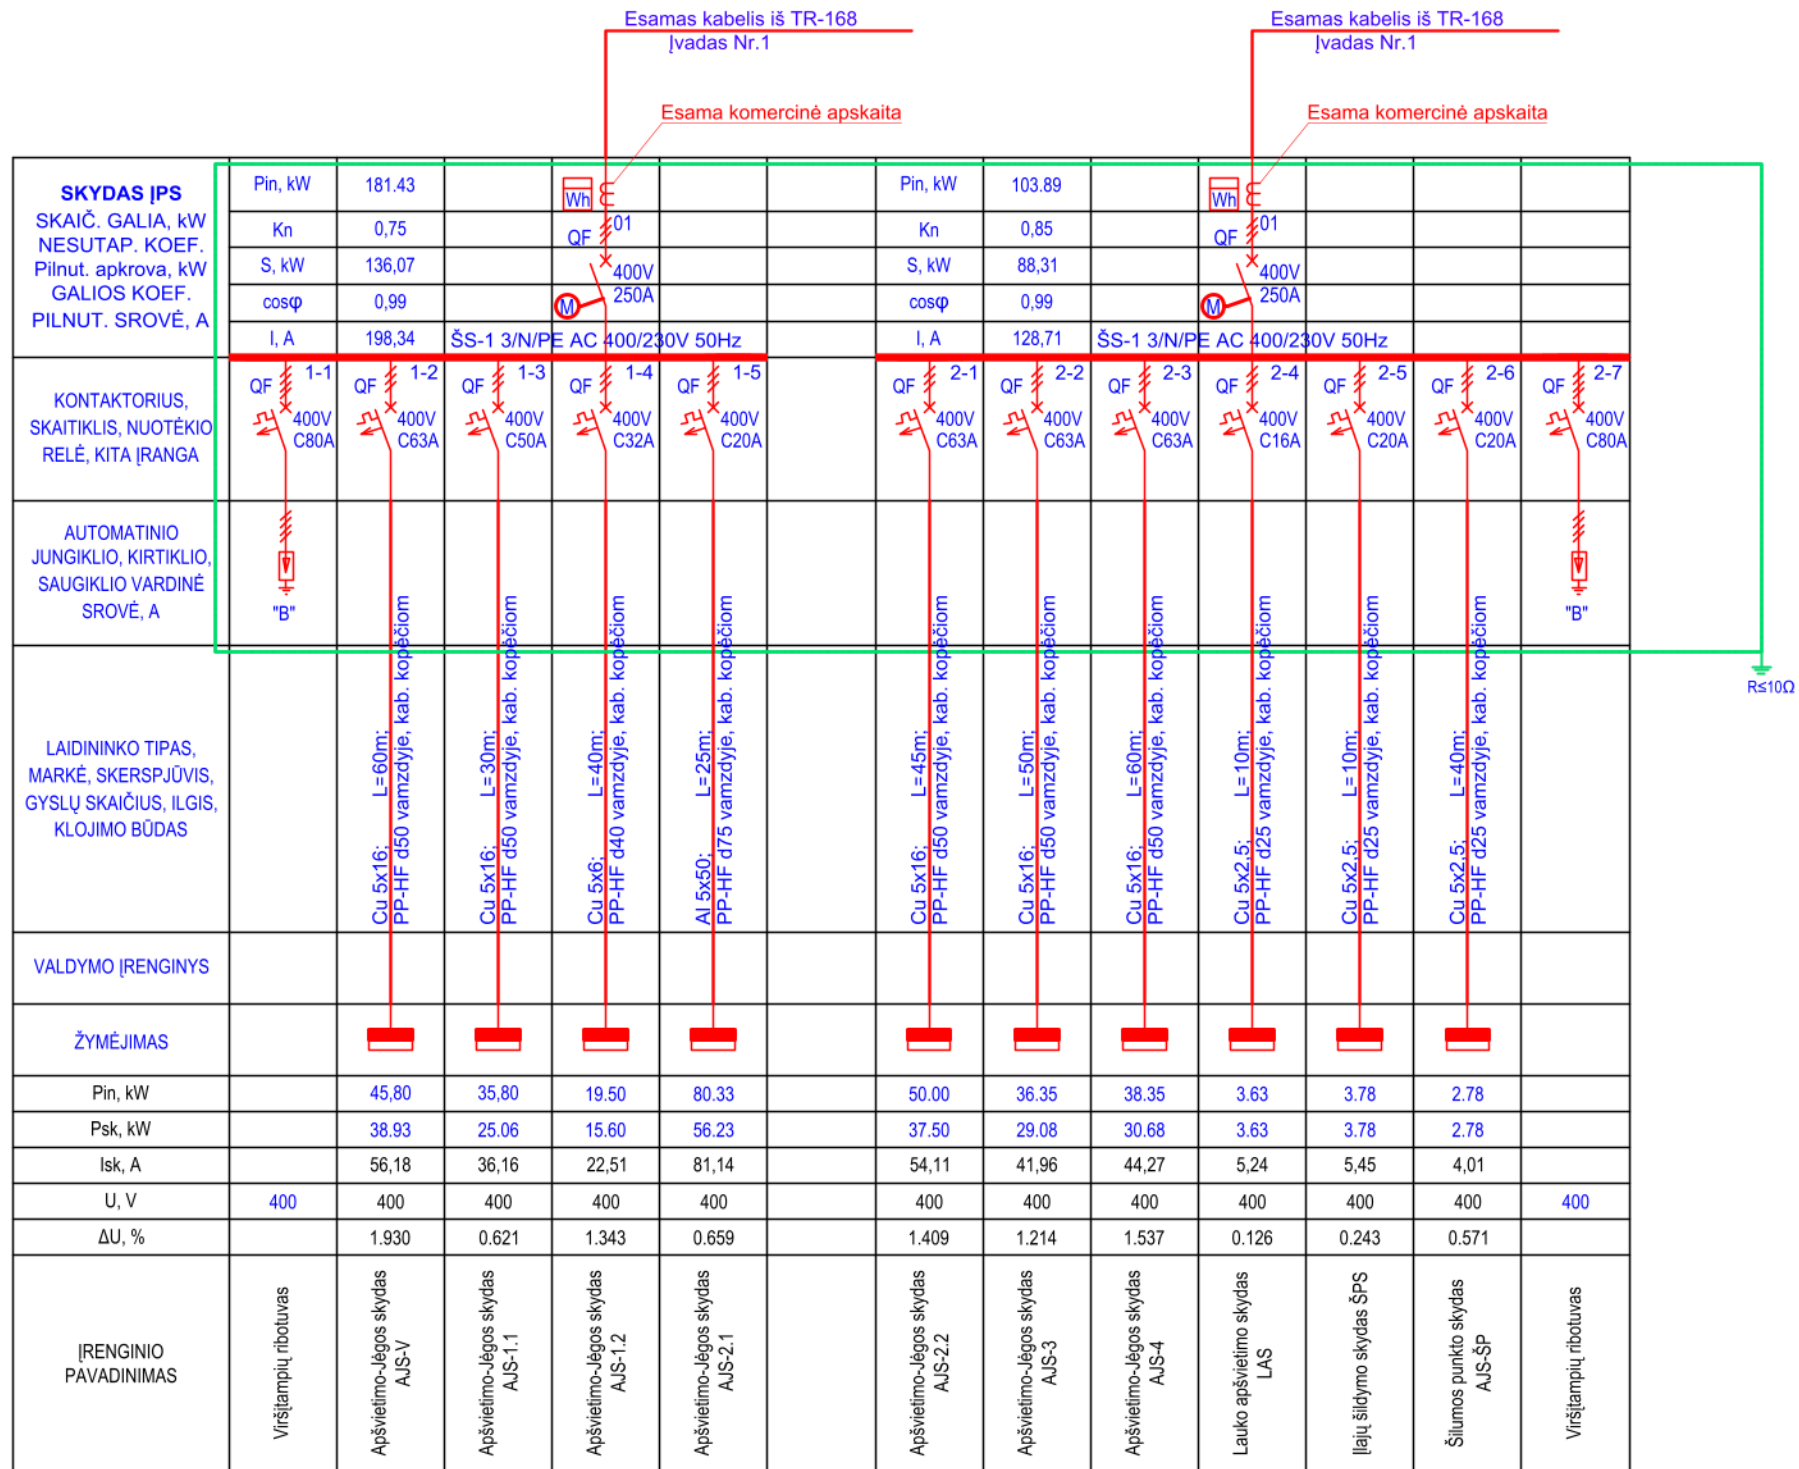 Esamas kabelis iš TR-168
Įvadas Nr.1
Esamas kabelis iš TR-168
Įvadas Nr.1
Esama komercinė apskaita
Esama komercinė apskaita
SKYDAS ĮPS
SKAIČ. GALIA, kW
NESUTAP. KOEF.
Pilnut. apkrova, kW
GALIOS KOEF.
PILNUT. SROVĖ, A
Pin, kW 181.43 Wh Pin, kW 103.89 Wh
Kn 0,75 QF 01 Kn 0,85 QF 01
S, kW 136,07 400V S, kW 88,31 400V
cosφ 0,99 M 250A cosφ 0,99 M 250A
I, A 198,34 ŠS-1 3/N/PE AC 400/230V 50Hz I, A 128,71 ŠS-1 3/N/PE AC 400/230V 50Hz
KONTAKTORIUS,
SKAITIKLIS, NUOTĖKIO
RELĖ, KITA ĮRANGA
QF 1-1 QF 1-2 QF 1-3 QF 1-4 QF 1-5 QF 2-1 QF 2-2 QF 2-3 QF 2-4 QF 2-5 QF 2-6 QF 2-7
400V 400V 400V 400V 400V 400V 400V 400V 400V 400V 400V 400V
C80A C63A C50A C32A C20A C63A C63A C63A C16A C20A C20A C80A
AUTOMATINIO
JUNGIKLIO, KIRTIKLIO,
SAUGIKLIO VARDINĖ
SROVĖ, A
"B" "B"
R≤10Ω
LAIDININKO TIPAS,
MARKĖ, SKERSPJŪVIS,
GYSLŲ SKAIČIUS, ILGIS,
KLOJIMO BŪDAS
Cu 5x16; L=60m;
PP-HF d50 vamzdyje, kab. kopėčiom
Cu 5x16; L=30m;
PP-HF d50 vamzdyje, kab. kopėčiom
Cu 5x6; L=40m;
PP-HF d40 vamzdyje, kab. kopėčiom
Al 5x50; L=25m;
PP-HF d75 vamzdyje, kab. kopėčiom
Cu 5x16; L=45m;
PP-HF d50 vamzdyje, kab. kopėčiom
Cu 5x16; L=50m;
PP-HF d50 vamzdyje, kab. kopėčiom
Cu 5x16; L=60m;
PP-HF d50 vamzdyje, kab. kopėčiom
Cu 5x2,5; L=10m;
PP-HF d25 vamzdyje, kab. kopėčiom
Cu 5x2,5; L=10m;
PP-HF d25 vamzdyje, kab. kopėčiom
Cu 5x2,5; L=40m;
PP-HF d25 vamzdyje, kab. kopėčiom
VALDYMO ĮRENGINYS
ŽYMĖJIMAS
Pin, kW 45,80 35,80 19.50 80.33 50.00 36.35 38.35 3.63 3.78 2.78
Psk, kW 38.93 25.06 15.60 56.23 37.50 29.08 30.68 3.63 3.78 2.78
Isk, A 56,18 36,16 22,51 81,14 54,11 41,96 44,27 5,24 5,45 4,01
U, V 400 400 400 400 400 400 400 400 400 400 400 400
ΔU, % 1.930 0.621 1.343 0.659 1.409 1.214 1.537 0.126 0.243 0.571
ĮRENGINIO
PAVADINIMAS
Viršįtampių ribotuvas
Apšvietimo-Jėgos skydas
AJS-V
Apšvietimo-Jėgos skydas
AJS-1.1
Apšvietimo-Jėgos skydas
AJS-1.2
Apšvietimo-Jėgos skydas
AJS-2.1
Apšvietimo-Jėgos skydas
AJS-2.2
Apšvietimo-Jėgos skydas
AJS-3
Apšvietimo-Jėgos skydas
AJS-4
Lauko apšvietimo skydas
LAS
Įlajų šildymo skydas ŠPS
Šilumos punkto skydas
AJS-ŠP
Viršįtampių ribotuvas